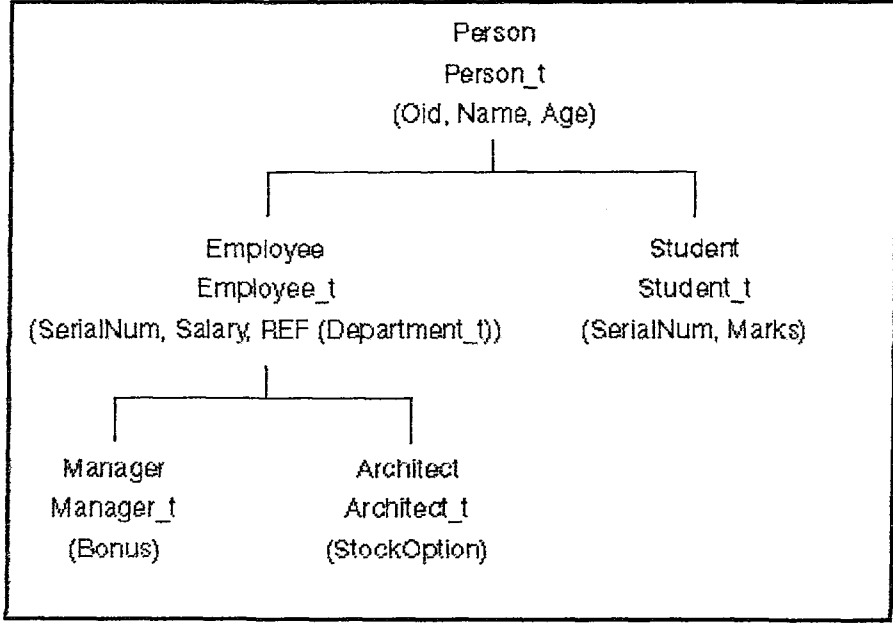 Person
Person_t
(Oid, Name, Age)
Employee
Employee_t
(SerialNum, Salary, REF (Department_t))
Student
Student_t
(SerialNum, Marks)
Manager
Manager_t
(Bonus)
Architect
Architect_t
(StockOption)